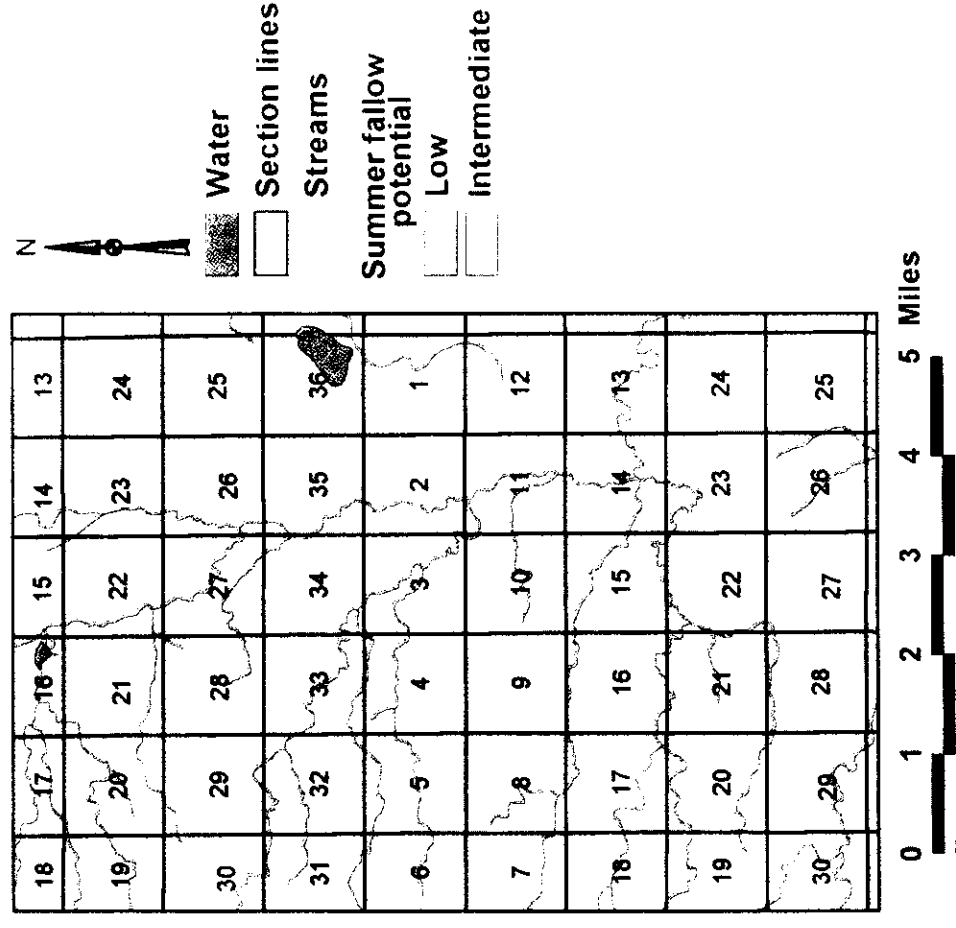 18 17 16 15 14 13
19 20 21 22 23 24
30 29 28 27 26 25
31 32 33 34 35 36
6 5 4 3 2 1
7 8 9 10 11 12
18 17 16 15 14 13
19 20 21 22 23 24
30 29 28 27 26 25
N
Water
Section lines
Streams
Summer fallow
potential
Low
Intermediate
0 1 2 3 4 5 Miles